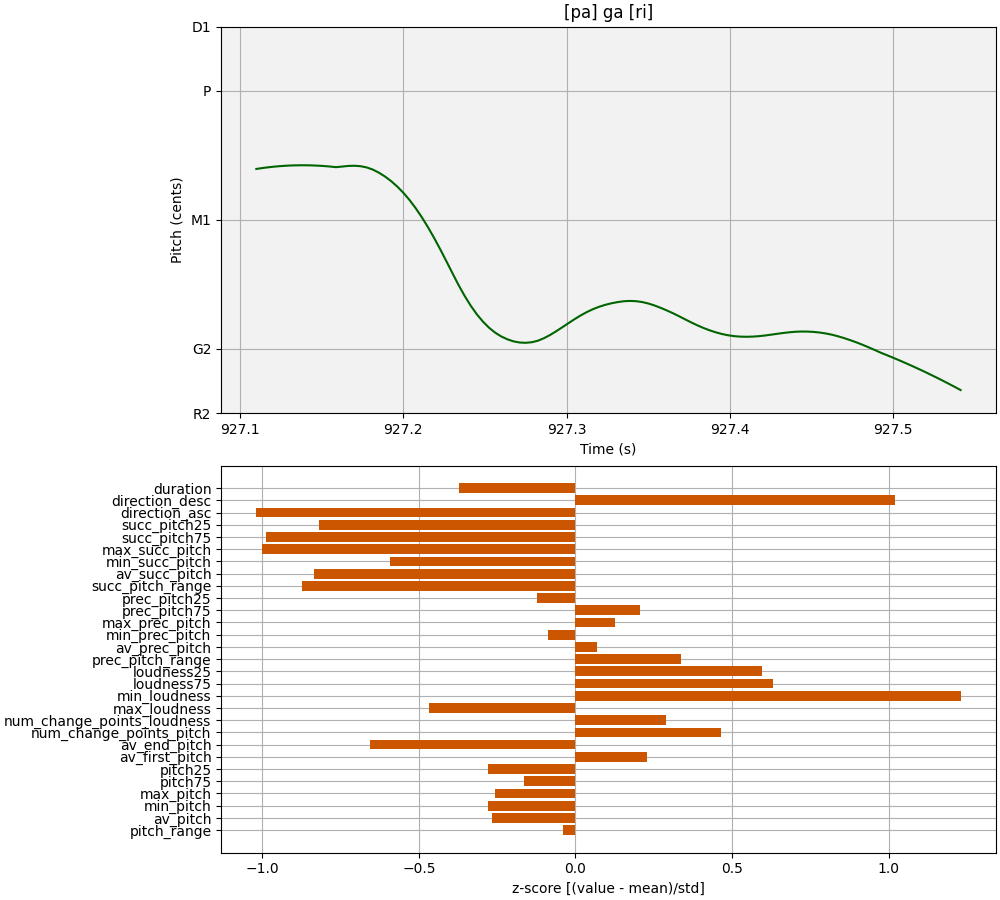 [pa] ga [ri]
D1
P
M1
G2
R2
Pitch (cents)
927.1
927.2
927.3
927.4
927.5
Time (s)
duration
direction_desc
direction_asc
succ_pitch25
succ_pitch75
max_succ_pitch
min_succ_pitch
av_succ_pitch
succ_pitch_range
prec_pitch25
prec_pitch75
max_prec_pitch
min_prec_pitch
av_prec_pitch
prec_pitch_range
loudness25
loudness75
min_loudness
max_loudness
num_change_points_loudness
num_change_points_pitch
av_end_pitch
av_first_pitch
pitch25
pitch75
max_pitch
min_pitch
av_pitch
pitch_range
−1.0
−0.5
0.0
0.5
1.0
z-score [(value - mean)/std]